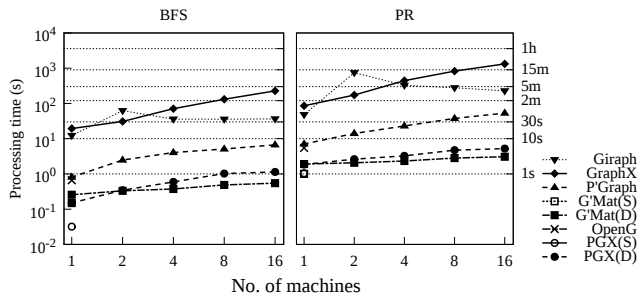 BFS PR
Processing time (s)
10^4
10^3
10^2
10^1
10^0
10^-1
10^-2
1h
15m
5m
2m
30s
10s
1s
1 2 4 8 16 1 2 4 8 16
No. of machines
Giraph
GraphX
P'Graph
G'Mat(S)
G'Mat(D)
OpenG
PGX(S)
PGX(D)